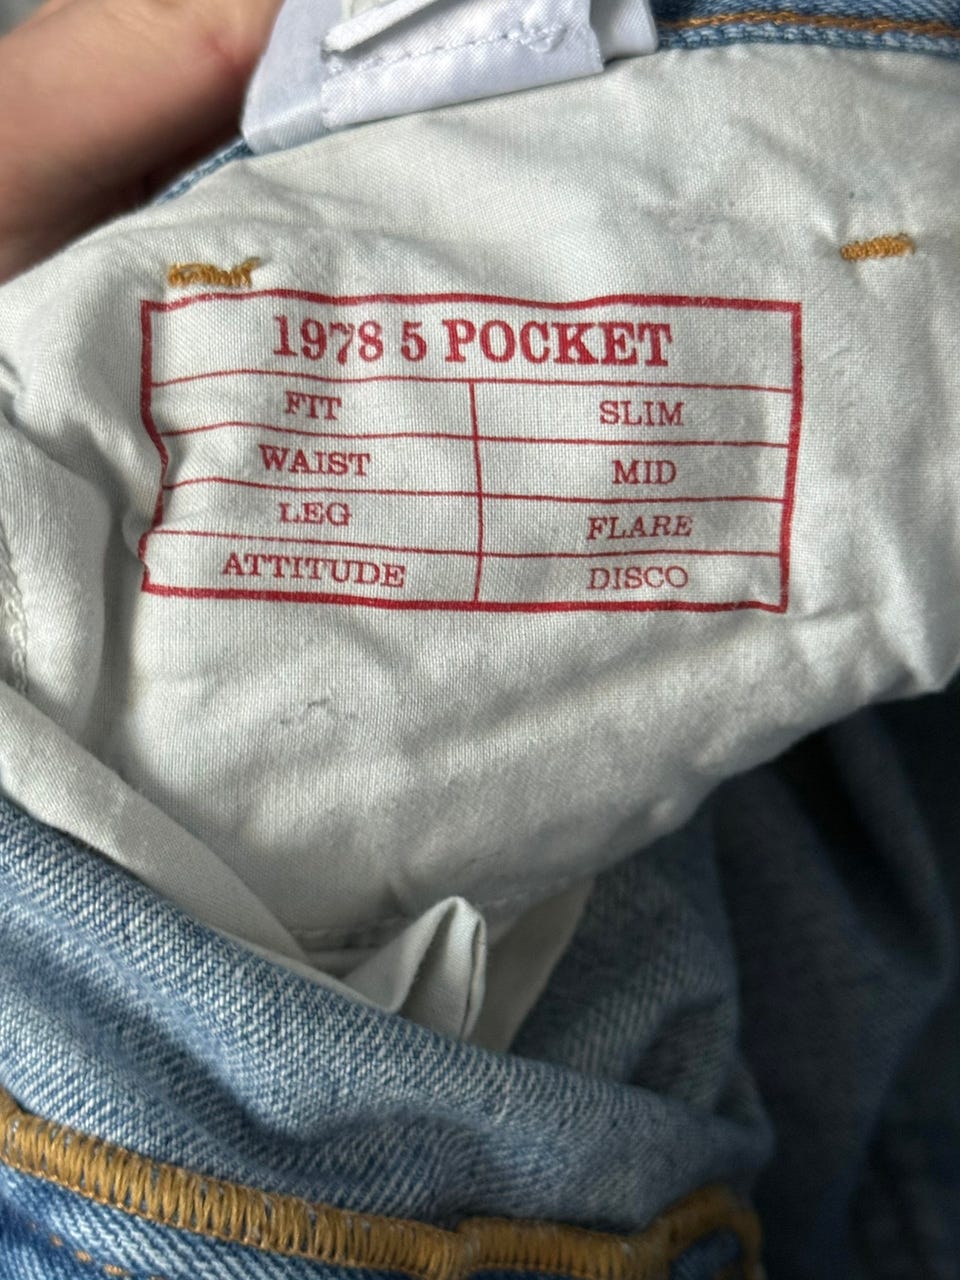 1978 5 POCKET
FIT SLIM
WAIST MID
LEG FLARE
ATTITUDE DISCO